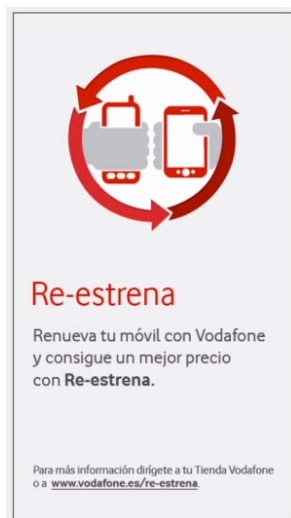 Re-estrena
Renueva tu móvil con Vodafone
y consigue un mejor precio
con Re-estrena.
Para más información dirígete a tu Tienda Vodafone
o a www.vodafone.es/re-estrena.